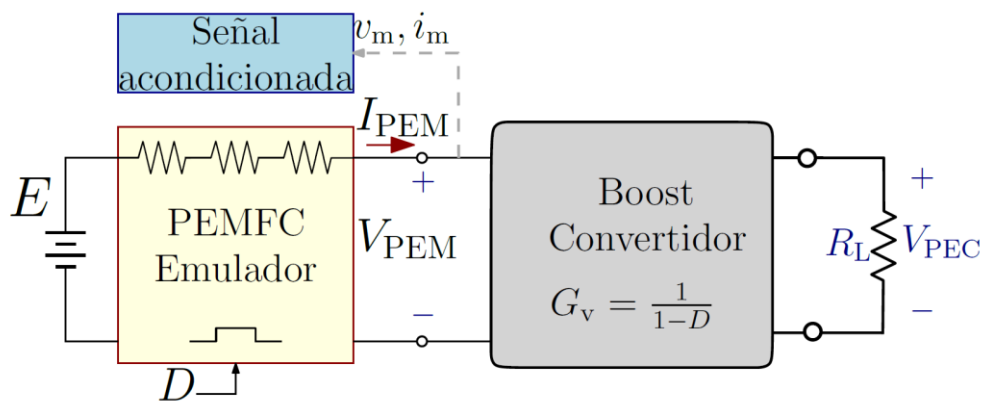 Señal
acondicionada
v_m, i_m
I_PEM
E
PEMFC
Emulador
D
+
V_PEM
−
Boost
Convertidor
G_v = 1/(1−D)
R_L
+
V_PEC
−